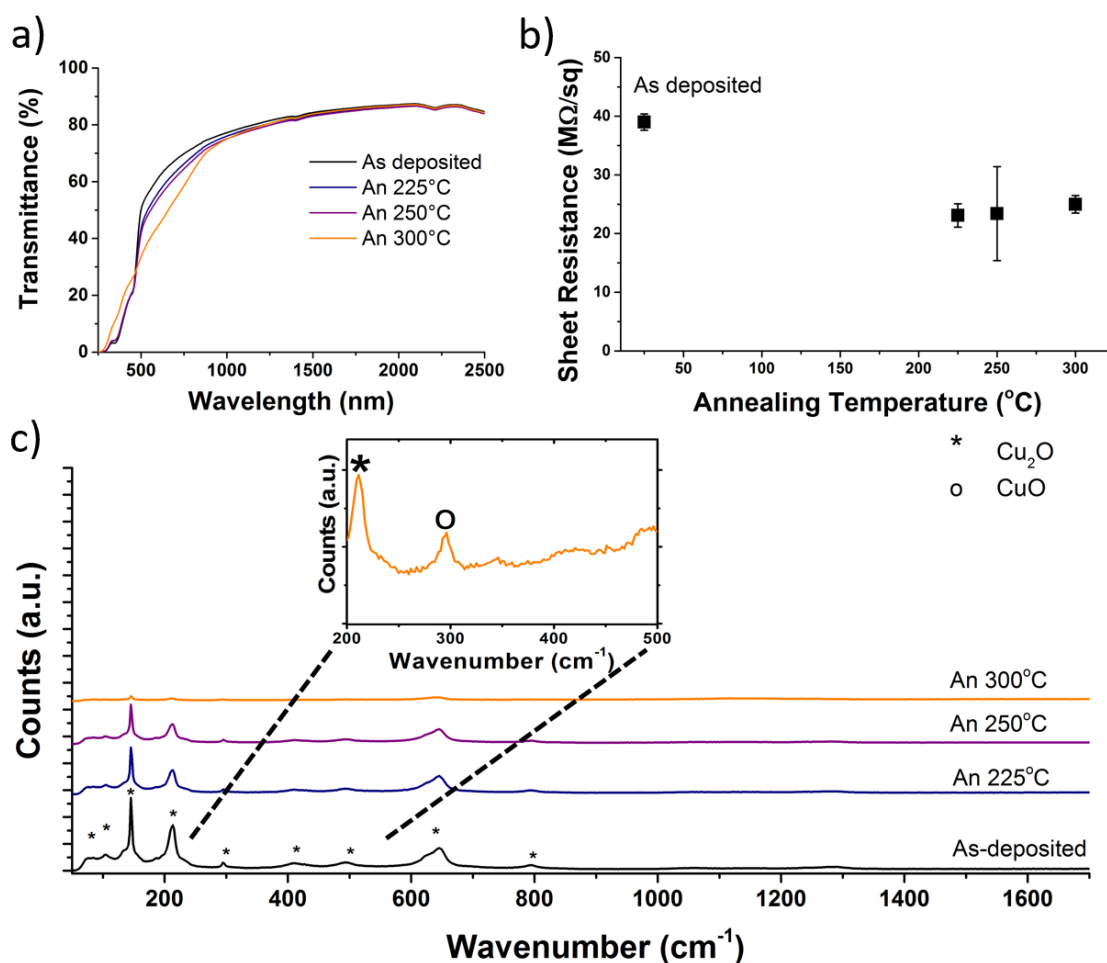 a)
100
80
60
40
20
0
Transmittance (%)
500
1000
1500
2000
2500
Wavelength (nm)
As deposited
An 225°C
An 250°C
An 300°C
b)
50
40
30
20
10
0
Sheet Resistance (MΩ/sq)
As deposited
50
100
150
200
250
300
Annealing Temperature (°C)
c)
* Cu₂O
o CuO
Counts (a.u.)
*
O
200
300
400
500
Wavenumber (cm⁻¹)
Counts (a.u.)
An 300°C
An 250°C
An 225°C
As-deposited
* * * * * * * * *
200
400
600
800
1000
1200
1400
1600
Wavenumber (cm⁻¹)